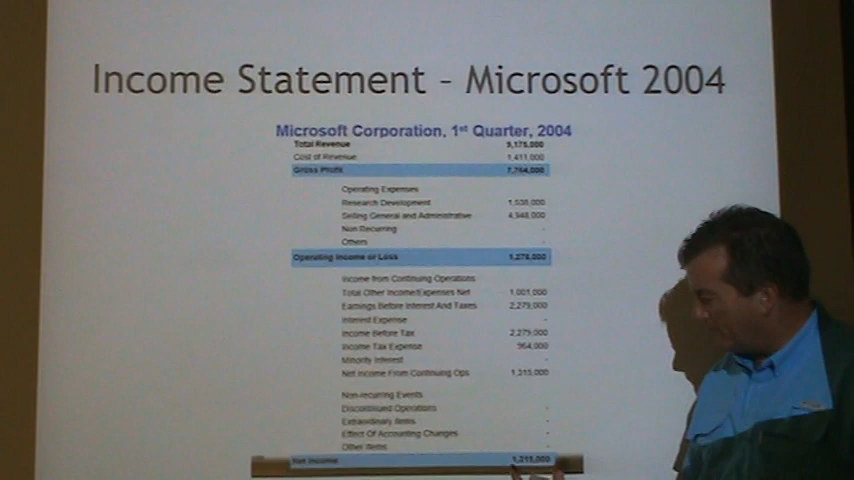 Income Statement – Microsoft 2004
Microsoft Corporation, 1st Quarter, 2004
Total Revenue 9,175,000
Cost of Revenue 1,411,000
Gross Profit 7,764,000
Operating Expenses
Research Development 1,538,000
Selling General and Administrative 4,948,000
Non Recurring -
Others -
Operating Income or Loss 1,278,000
Income from Continuing Operations
Total Other Income/Expenses Net 1,001,000
Earnings Before Interest And Taxes 2,279,000
Interest Expense -
Income Before Tax 2,279,000
Income Tax Expense 964,000
Minority Interest -
Net Income From Continuing Ops 1,315,000
Non-recurring Events
Discontinued Operations -
Extraordinary Items -
Effect Of Accounting Changes -
Other Items -
Net Income 1,315,000